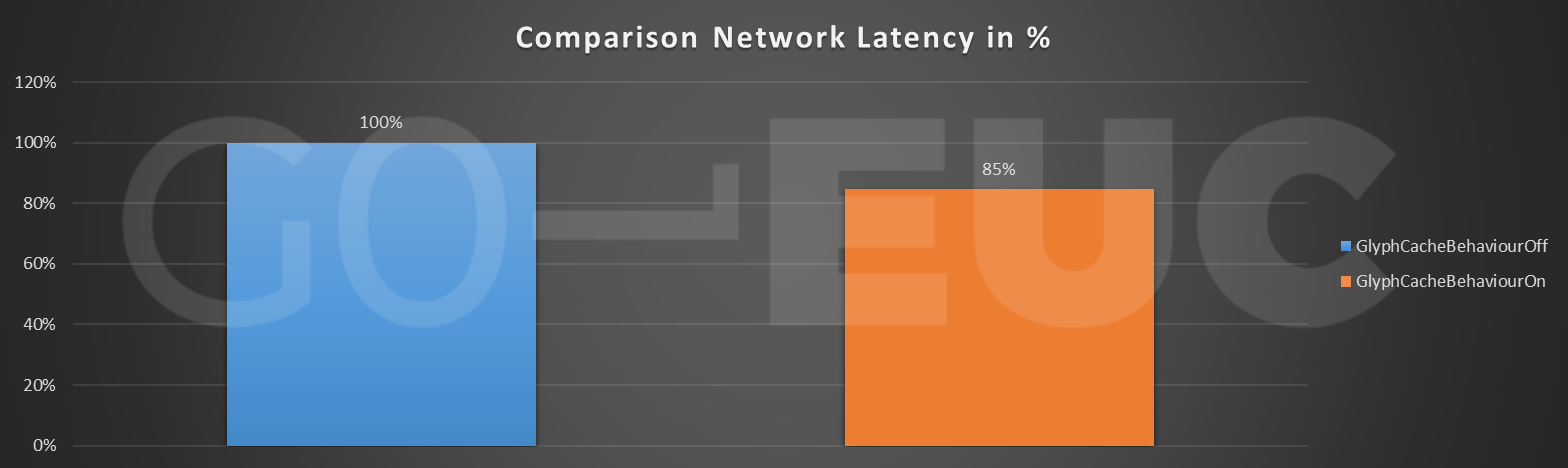 Comparison Network Latency in %
120%
100%
80%
60%
40%
20%
0%
100%
85%
GO-EUC
GlyphCacheBehaviourOff
GlyphCacheBehaviourOn